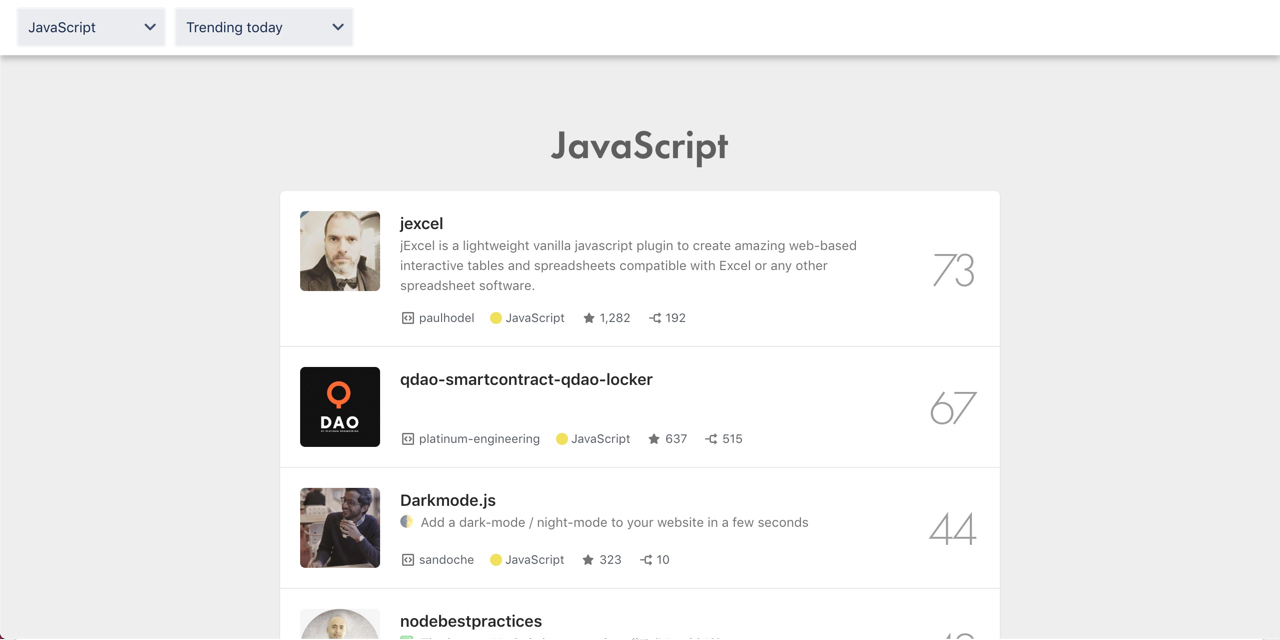 JavaScript
Trending today
JavaScript
jexcel
jExcel is a lightweight vanilla javascript plugin to create amazing web-based
interactive tables and spreadsheets compatible with Excel or any other
spreadsheet software.
73
paulhodel JavaScript 1,282 192
DAO
qdao-smartcontract-qdao-locker
67
platinum-engineering JavaScript 637 515
Darkmode.js
Add a dark-mode / night-mode to your website in a few seconds
44
sandoche JavaScript 323 10
nodebestpractices